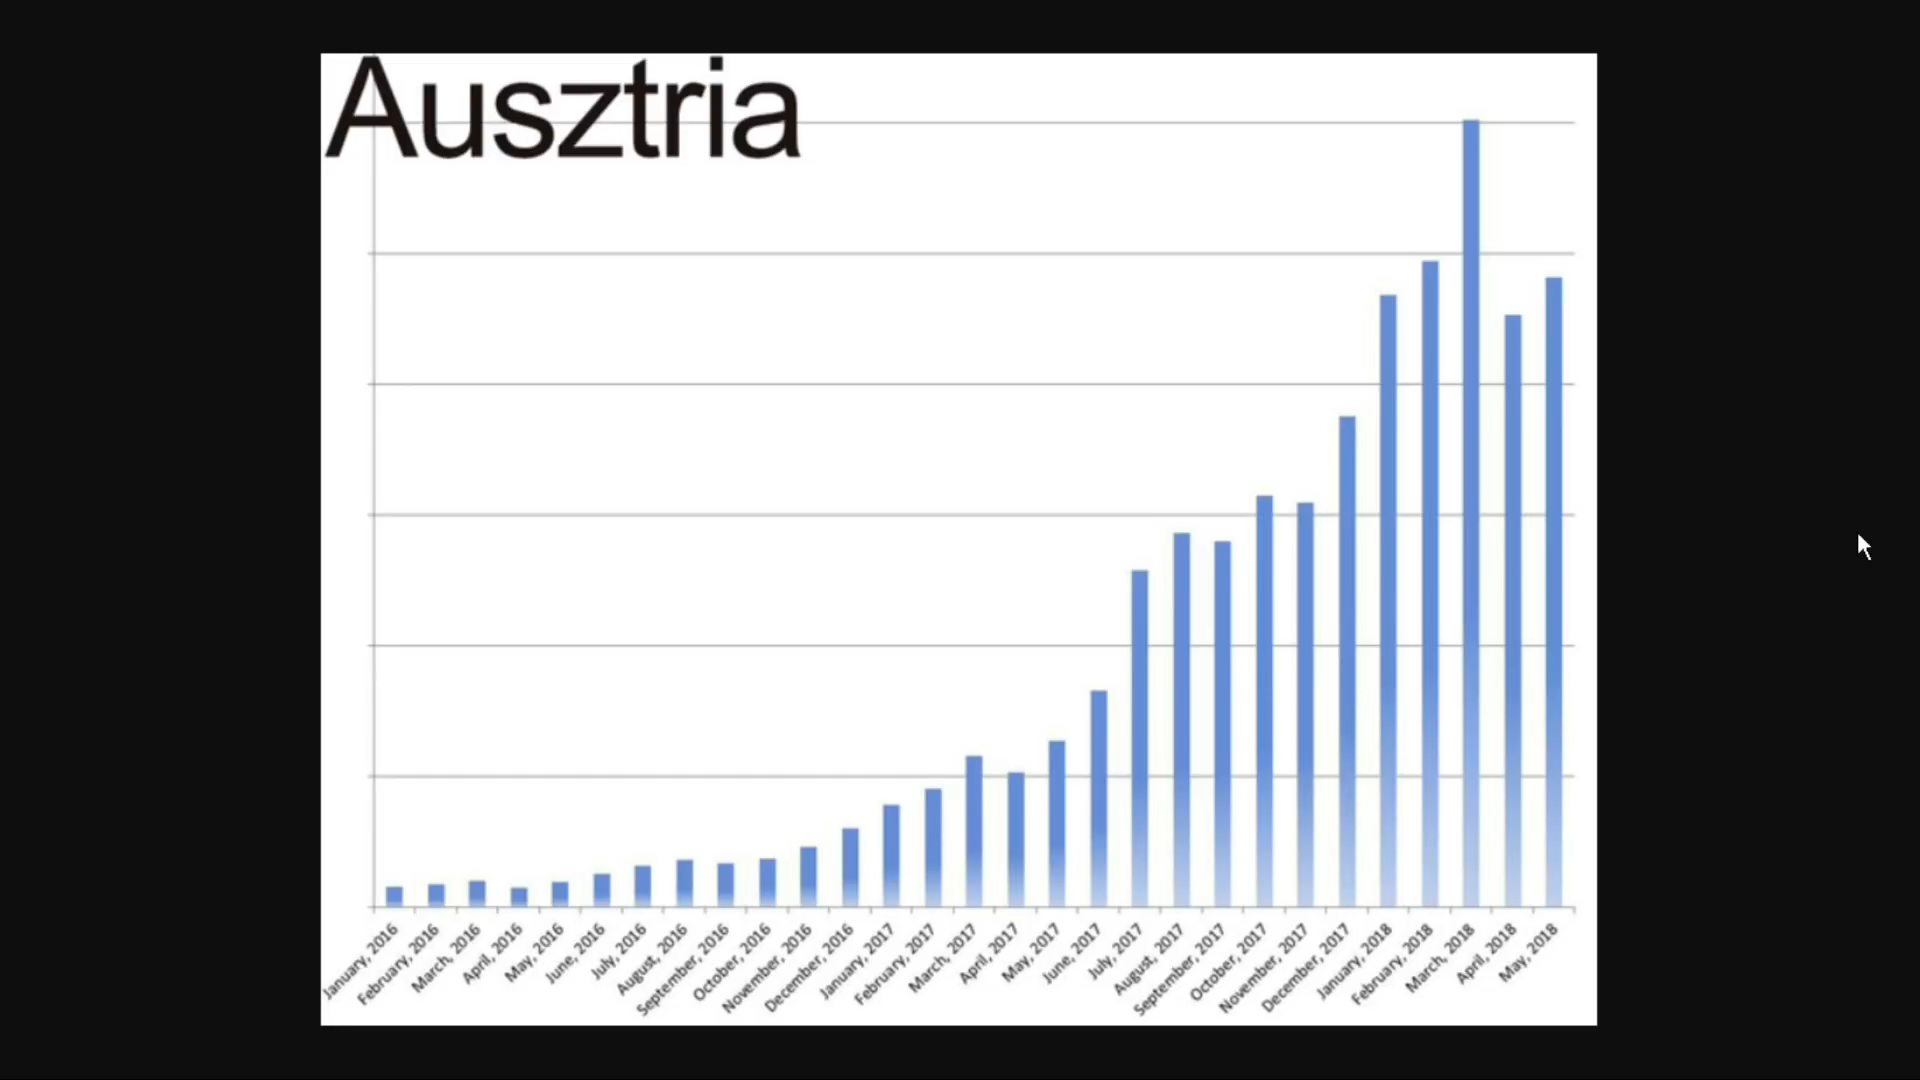 Ausztria
January, 2016
February, 2016
March, 2016
April, 2016
May, 2016
June, 2016
July, 2016
August, 2016
September, 2016
October, 2016
November, 2016
December, 2016
January, 2017
February, 2017
March, 2017
April, 2017
May, 2017
June, 2017
July, 2017
August, 2017
September, 2017
October, 2017
November, 2017
December, 2017
January, 2018
February, 2018
March, 2018
April, 2018
May, 2018